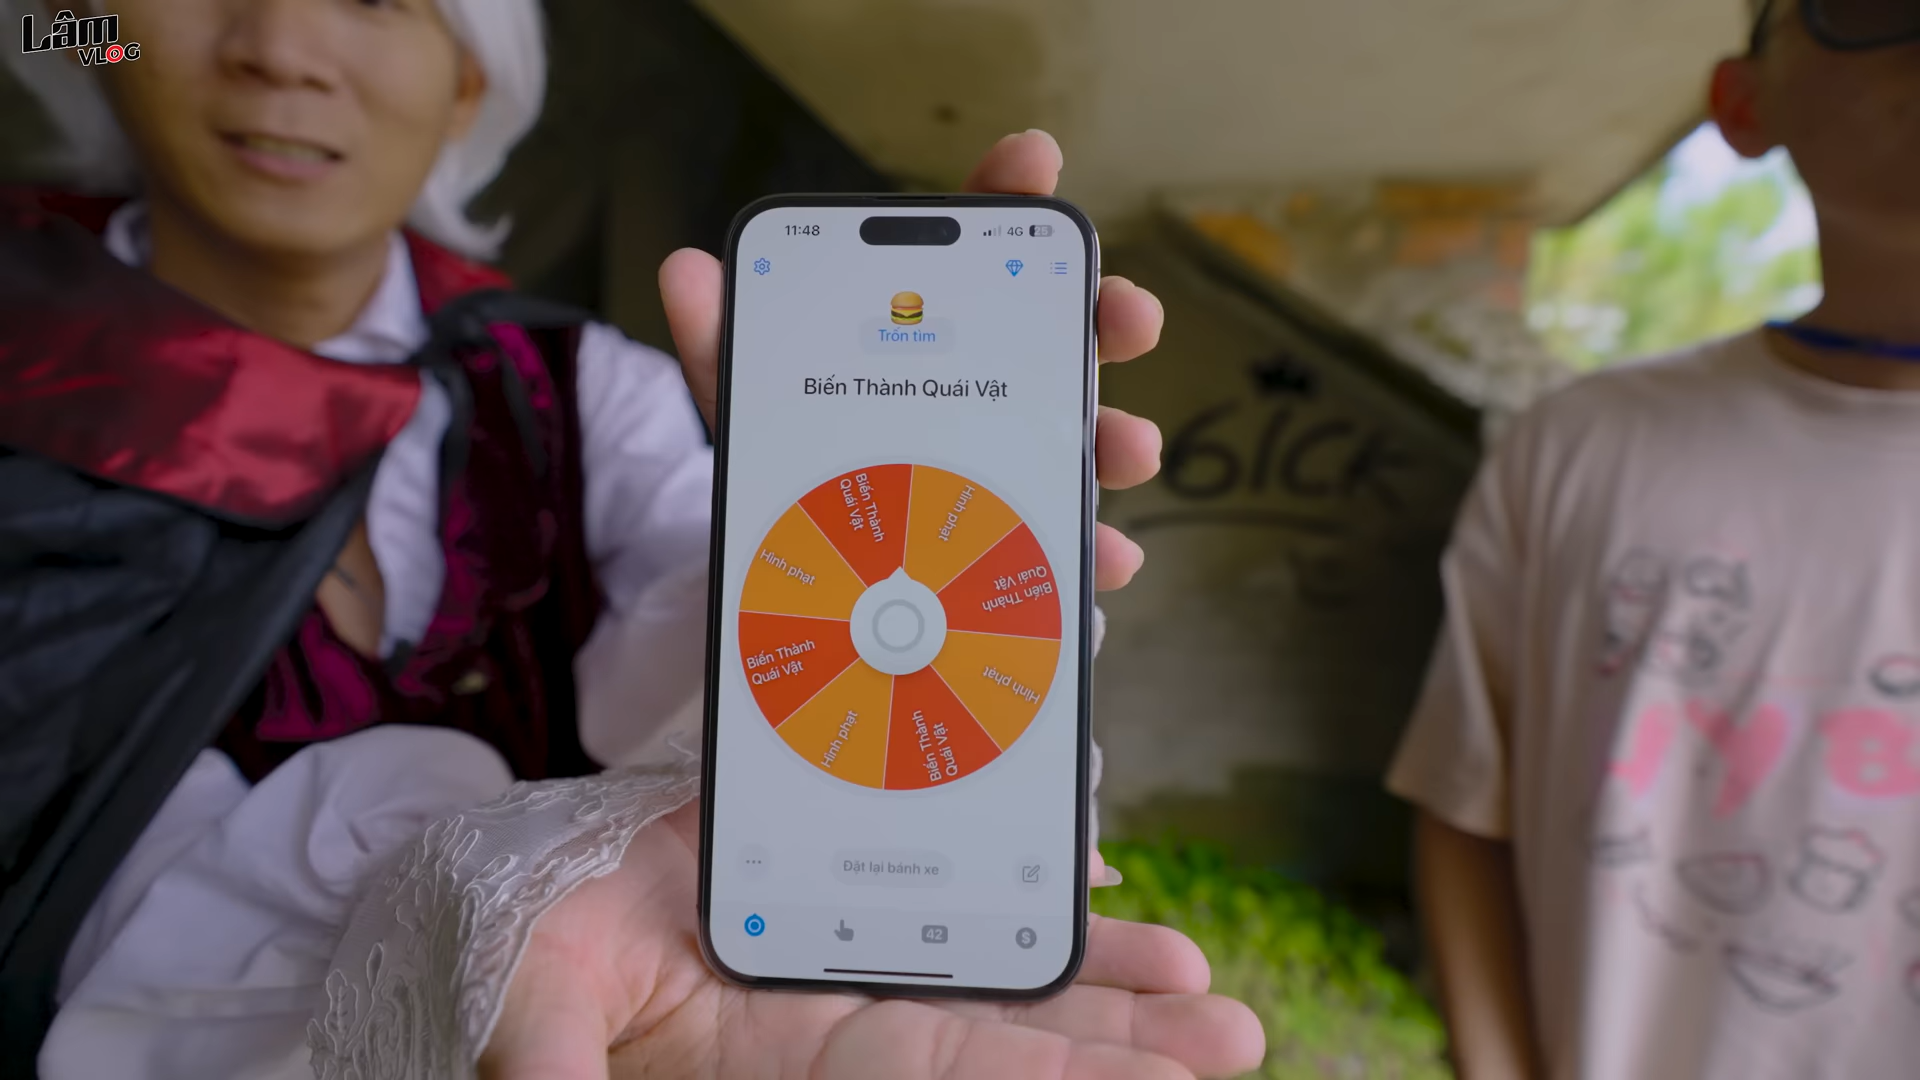 Lâm
VLOG
11:48
4G
25
Trốn tìm
Biến Thành Quái Vật
Biến Thành
Quái Vật
Hình phạt
Biến Thành
Quái Vật
Hình phạt
Biến Thành
Quái Vật
Hình phạt
Biến Thành
Quái Vật
Hình phạt
Đặt lại bánh xe
42
$
6ICK